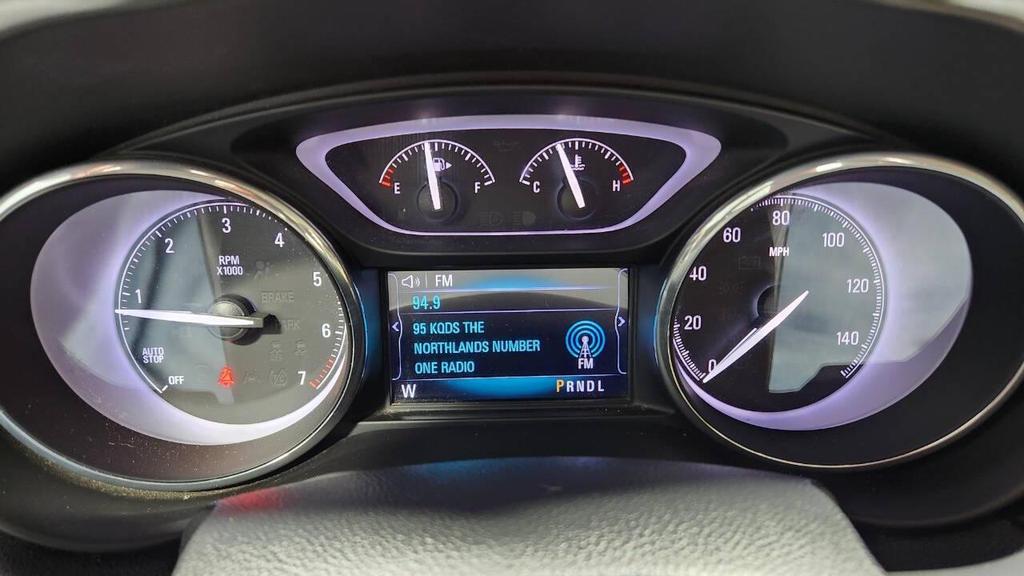 E F
C H
1 2 3 4 5 6 7
RPM
X1000
BRAKE
AUTO
STOP
OFF
FM
94.9
95 KQDS THE
NORTHLANDS NUMBER
ONE RADIO
FM
W PRNDL
0 20 40 60 80 100 120 140
MPH